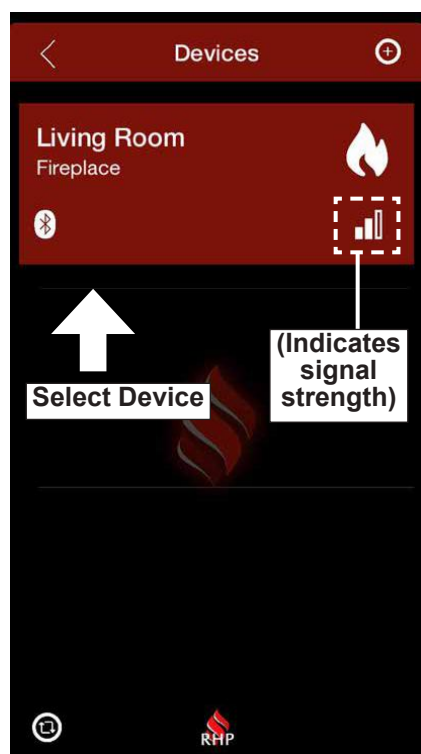 Devices
Living Room
Fireplace
(Indicates
signal
strength)
Select Device
RHP